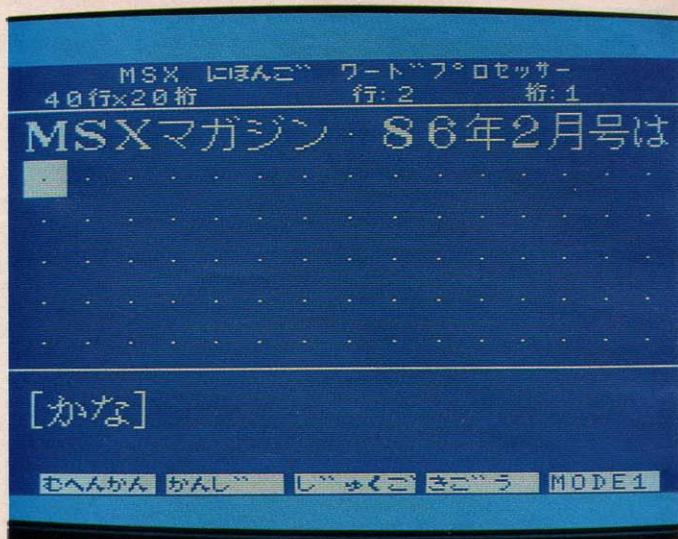 MSX にほんご ワードプロセッサー
40行×20桁 行:2 桁:1
MSXマガジン 86年2月号は
[かな]
むへんかん かんじ じゅくご きごう MODE1